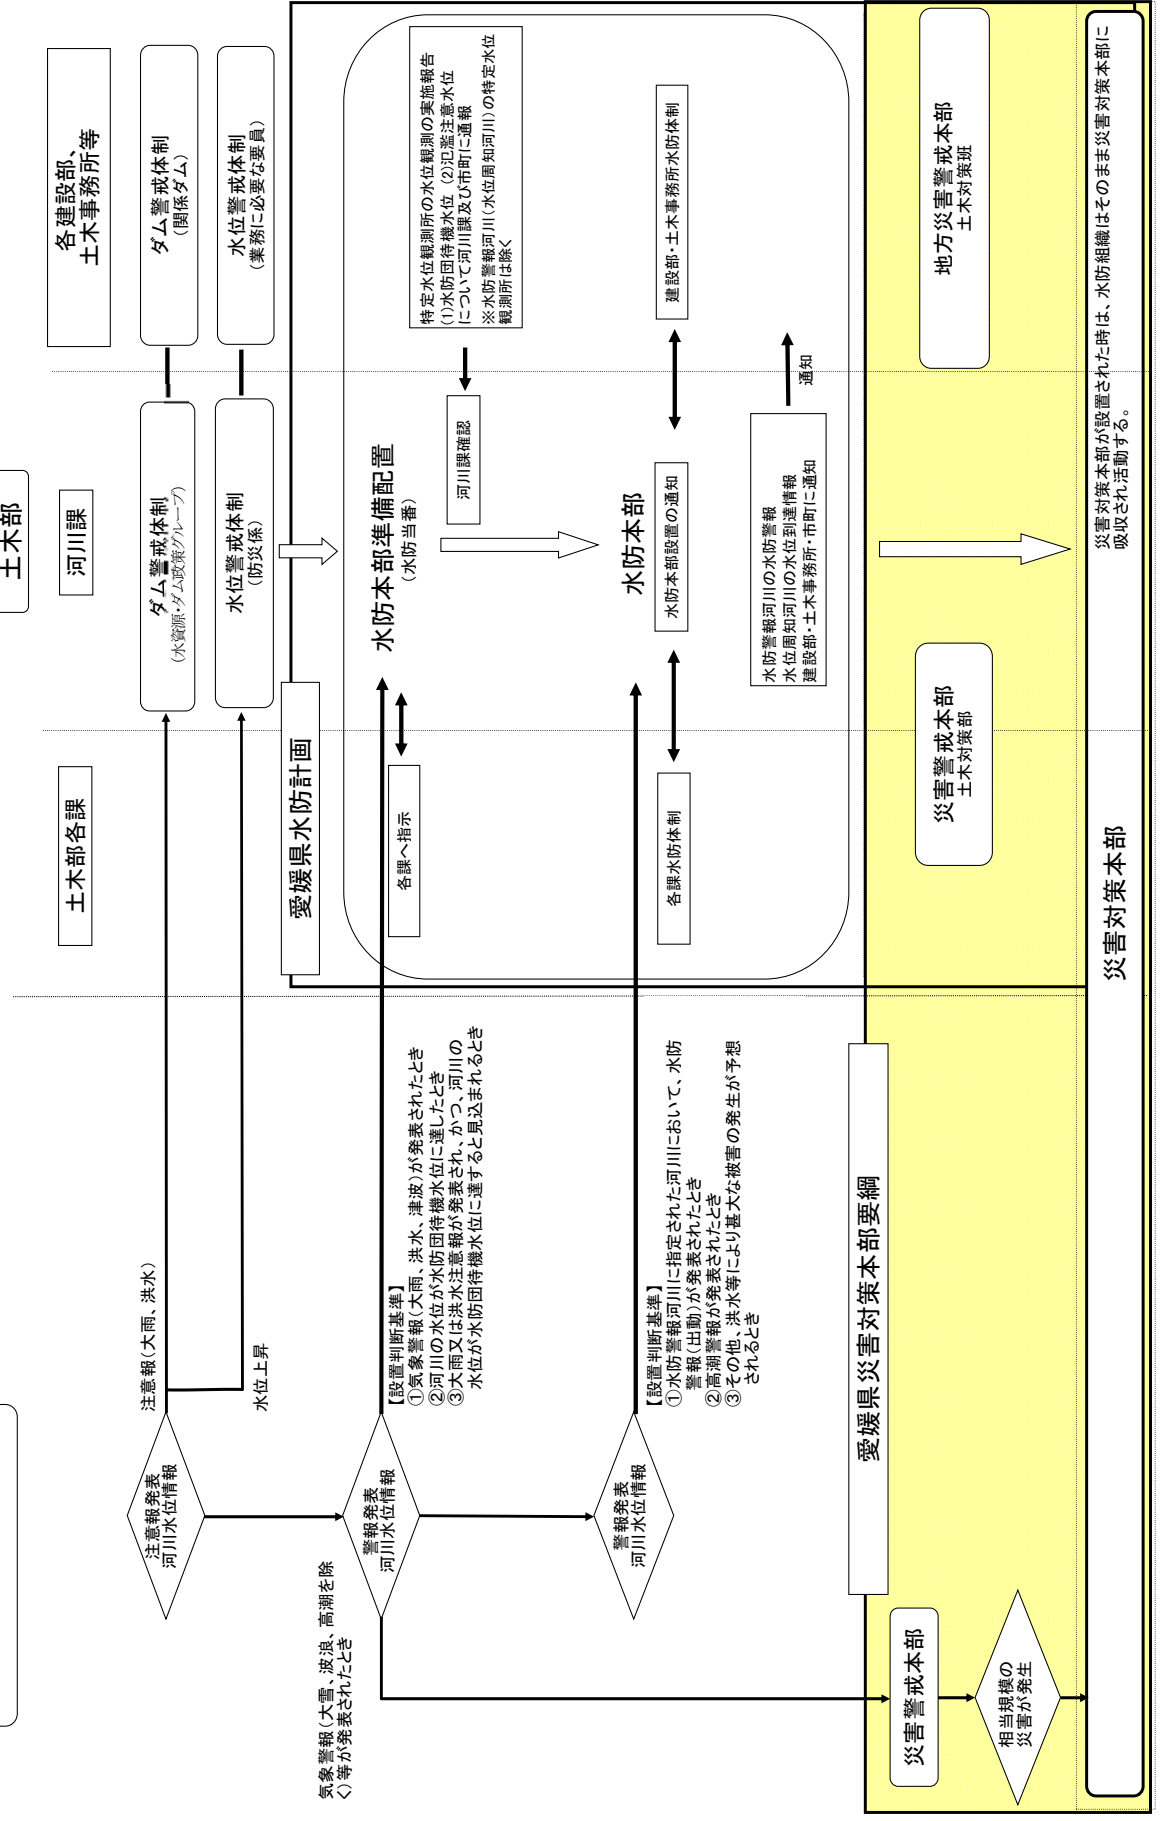 土木部
土木部各課
河川課
各建設部、
土木事務所等
注意報発表
河川水位情報
注意報（大雨、洪水）
水位上昇
ダム警戒体制
（水資源・ダム政策グループ）
ダム警戒体制
（関係ダム）
水位警戒体制
（防災係）
水位警戒体制
（業務に必要な要員）
愛媛県水防計画
気象警報（大雪、波浪、高潮を除
く）等が発表されたとき
警報発表
河川水位情報
【設置判断基準】
①気象警報（大雨、洪水、津波）が発表されたとき
②河川の水位が水防団待機水位に達したとき
③大雨又は洪水注意報が発表され、かつ、河川の
水位が水防団待機水位に達すると見込まれるとき
各課へ指示
水防本部準備配置
（水防当番）
河川課確認
特定水位観測所の水位観測の実施報告
(1)水防団待機水位 (2)氾濫注意水位
について河川課及び市町に通報
※水防警報河川（水位周知河川）の特定水位
観測所は除く
警報発表
河川水位情報
【設置判断基準】
①水防警報河川に指定された河川において、水防
警報（出動）が発表されたとき
②高潮警報が発表されたとき
③その他、洪水等により甚大な被害の発生が予想
されるとき
各課水防体制
水防本部
水防本部設置の通知
建設部・土木事務所水防体制
水防警報河川の水防警報
水位周知河川の水位到達情報
建設部・土木事務所・市町に通知
通知
愛媛県災害対策本部要綱
災害警戒本部
災害警戒本部
土木対策部
地方災害警戒本部
土木対策班
相当規模の
災害が発生
災害対策本部
災害対策本部が設置された時は、水防組織はそのまま災害対策本部に
吸収され活動する。